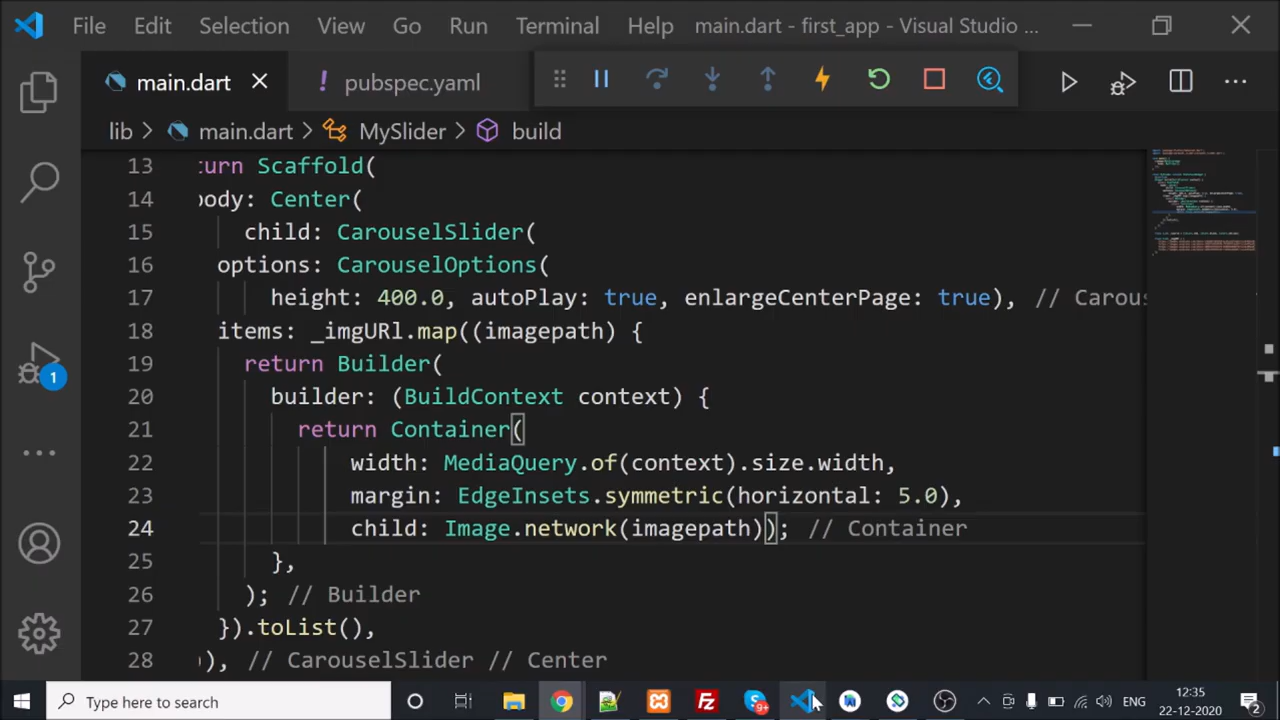 File Edit Selection View Go Run Terminal Help main.dart - first_app - Visual Studio ...
main.dart pubspec.yaml
lib > main.dart > MySlider > build
13 turn Scaffold(
14 body: Center(
15 child: CarouselSlider(
16 options: CarouselOptions(
17 height: 400.0, autoPlay: true, enlargeCenterPage: true), // Carou
18 items: _imgURl.map((imagepath) {
19 return Builder(
20 builder: (BuildContext context) {
21 return Container(
22 width: MediaQuery.of(context).size.width,
23 margin: EdgeInsets.symmetric(horizontal: 5.0),
24 child: Image.network(imagepath)); // Container
25 },
26 ); // Builder
27 }).toList(),
28 ), // CarouselSlider // Center
1
Type here to search
9+
ENG
12:35
22-12-2020
2